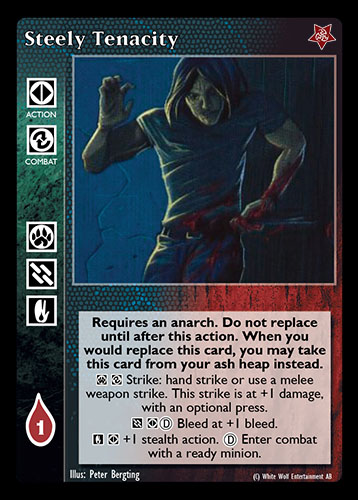 Steely Tenacity
ACTION
COMBAT
Requires an anarch. Do not replace
until after this action. When you
would replace this card, you may take
this card from your ash heap instead.
Strike: hand strike or use a melee
weapon strike. This strike is at +1 damage,
with an optional press.
D Bleed at +1 bleed.
+1 stealth action. D Enter combat
with a ready minion.
1
Illus: Peter Bergting
(C) White Wolf Entertainment AB